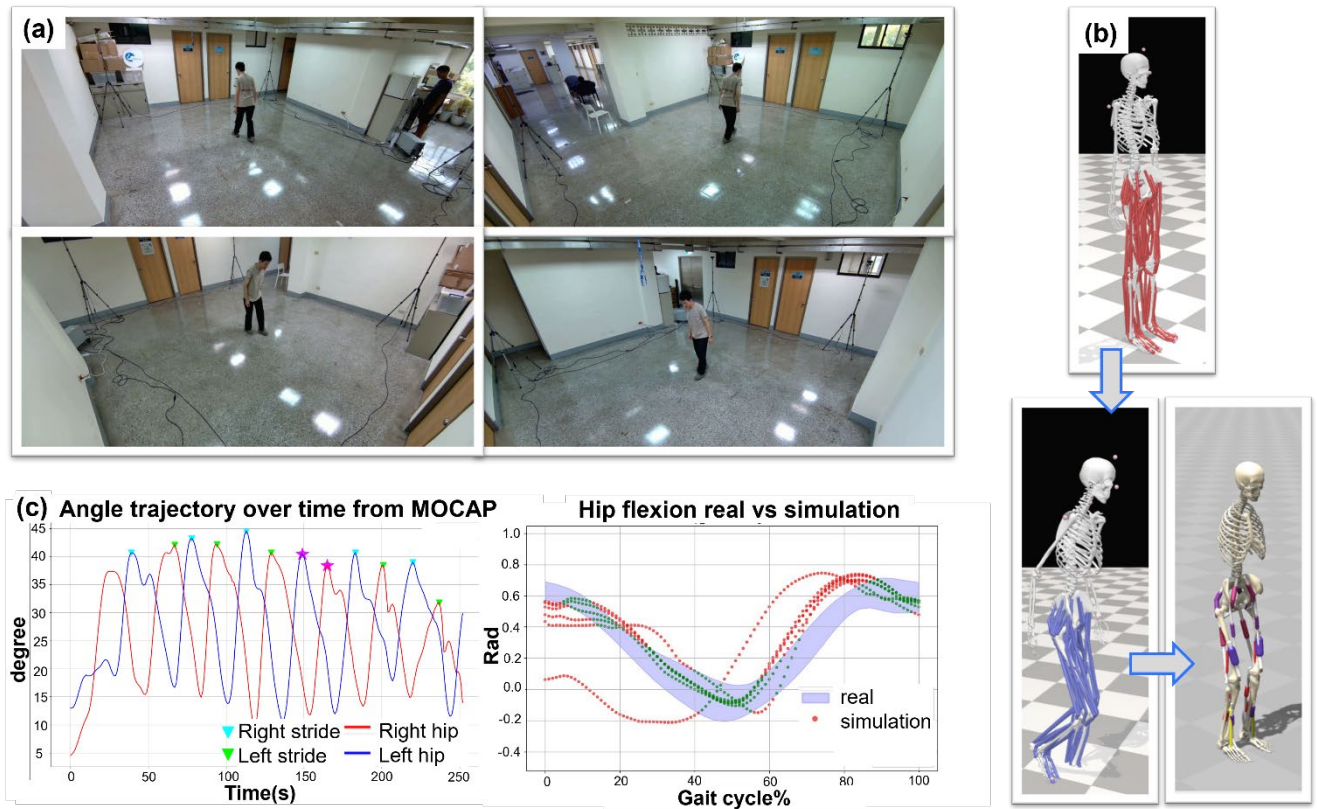 (a)
(b)
(c) Angle trajectory over time from MOCAP
45
40
35
30
25
20
15
10
5
degree
0 50 100 150 200 250
Time(s)
Right stride Right hip
Left stride Left hip
Hip flexion real vs simulation
1.0
0.8
0.6
0.4
0.2
0.0
-0.2
-0.4
Rad
real
simulation
0 20 40 60 80 100
Gait cycle%